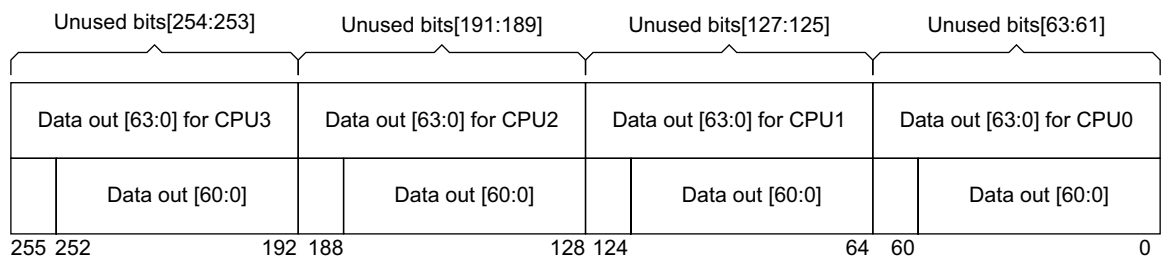 Unused bits[254:253] Unused bits[191:189] Unused bits[127:125] Unused bits[63:61]
Data out [63:0] for CPU3 Data out [63:0] for CPU2 Data out [63:0] for CPU1 Data out [63:0] for CPU0
Data out [60:0] Data out [60:0] Data out [60:0] Data out [60:0]
255 252 192 188 128 124 64 60 0